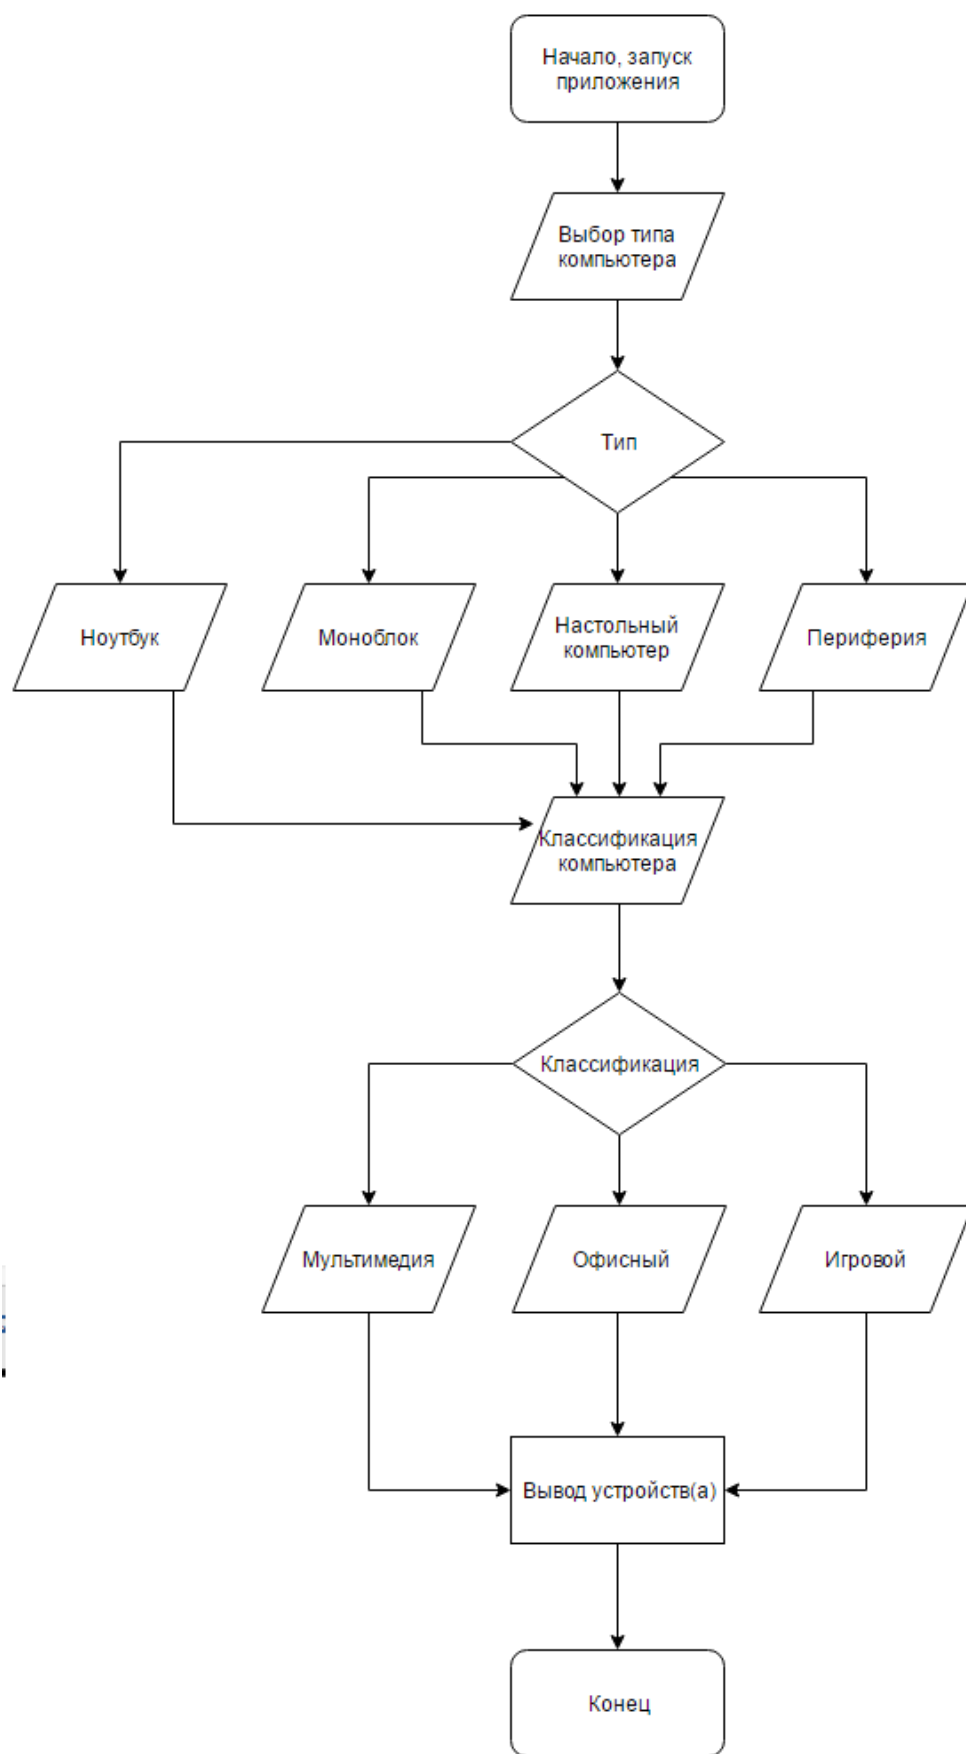 Начало, запуск
приложения
Выбор типа
компьютера
Тип
Ноутбук
Моноблок
Настольный
компьютер
Периферия
Классификация
компьютера
Классификация
Мультимедия
Офисный
Игровой
Вывод устройств(а)
Конец